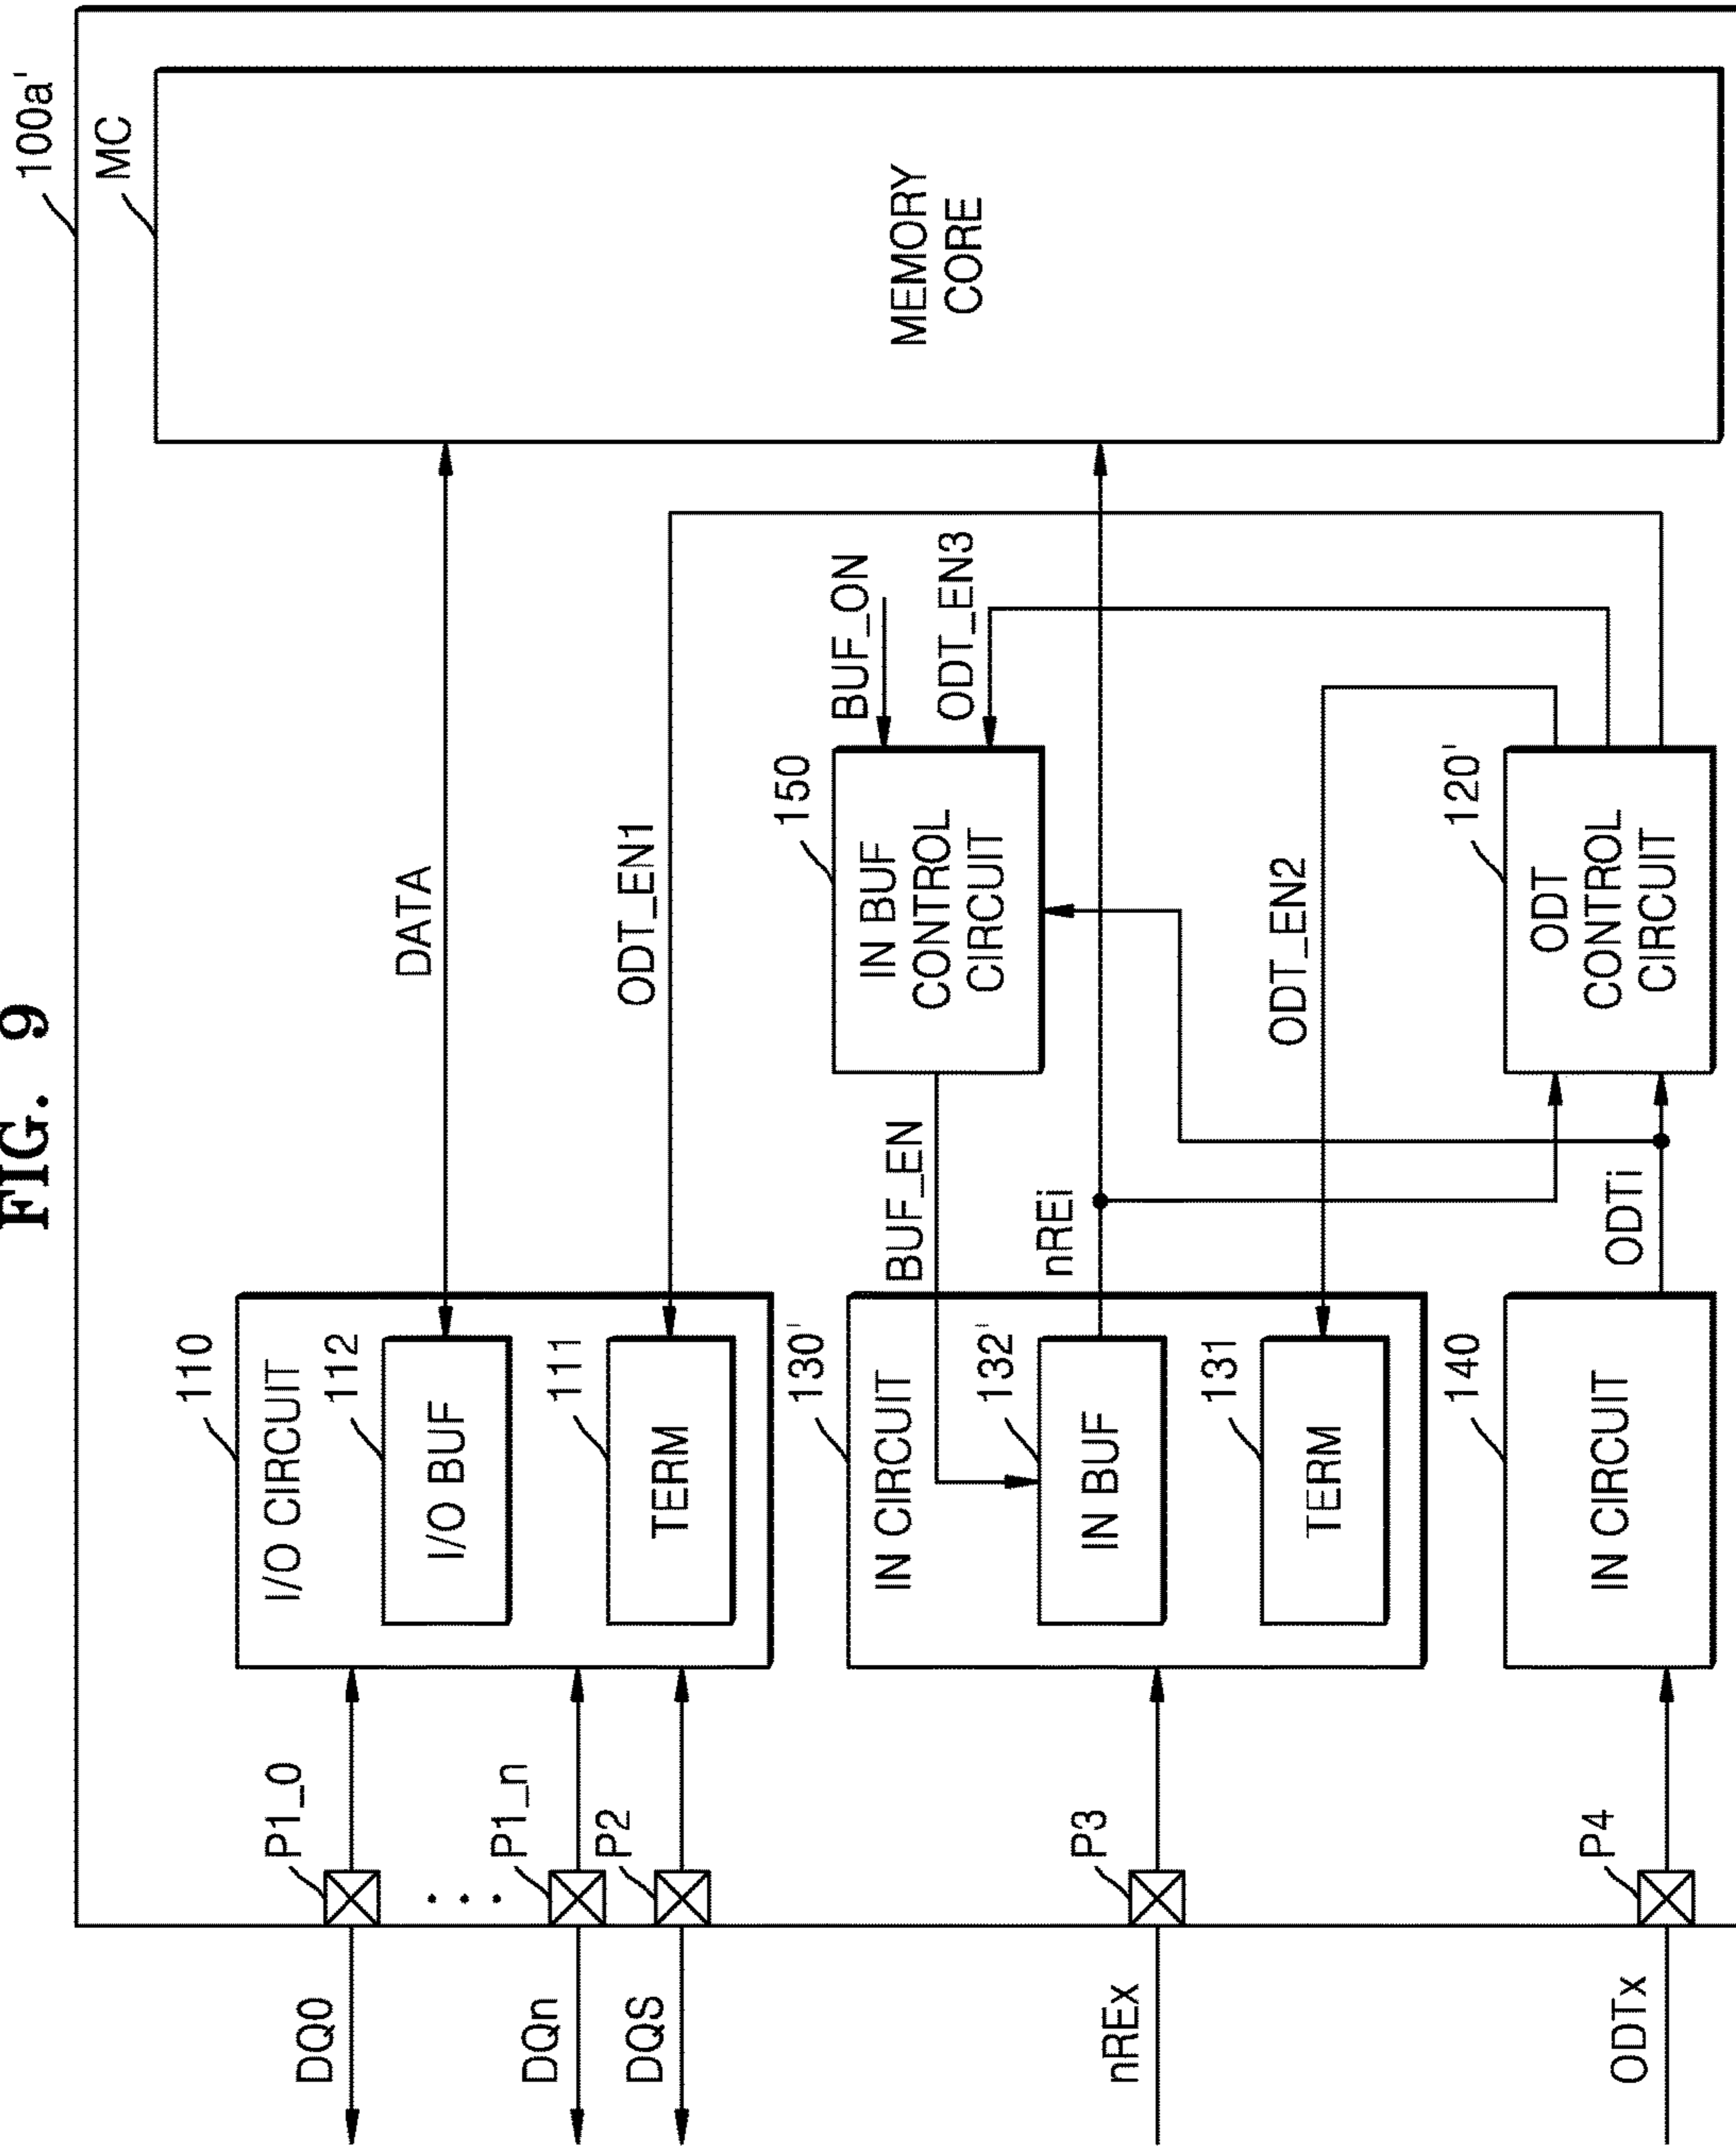 FIG. 9
100a'
MC
MEMORY
CORE
DATA
ODT_EN1
BUF_ON
ODT_EN3
150
IN BUF
CONTROL
CIRCUIT
ODT_EN2
120'
ODT
CONTROL
CIRCUIT
BUF_EN
nREi
ODTi
110
I/O CIRCUIT
112
I/O BUF
111
TERM
130'
IN CIRCUIT
132'
IN BUF
131
TERM
140
IN CIRCUIT
P1_0
P1_n
P2
P3
P4
DQ0
DQn
DQS
nREx
ODTx